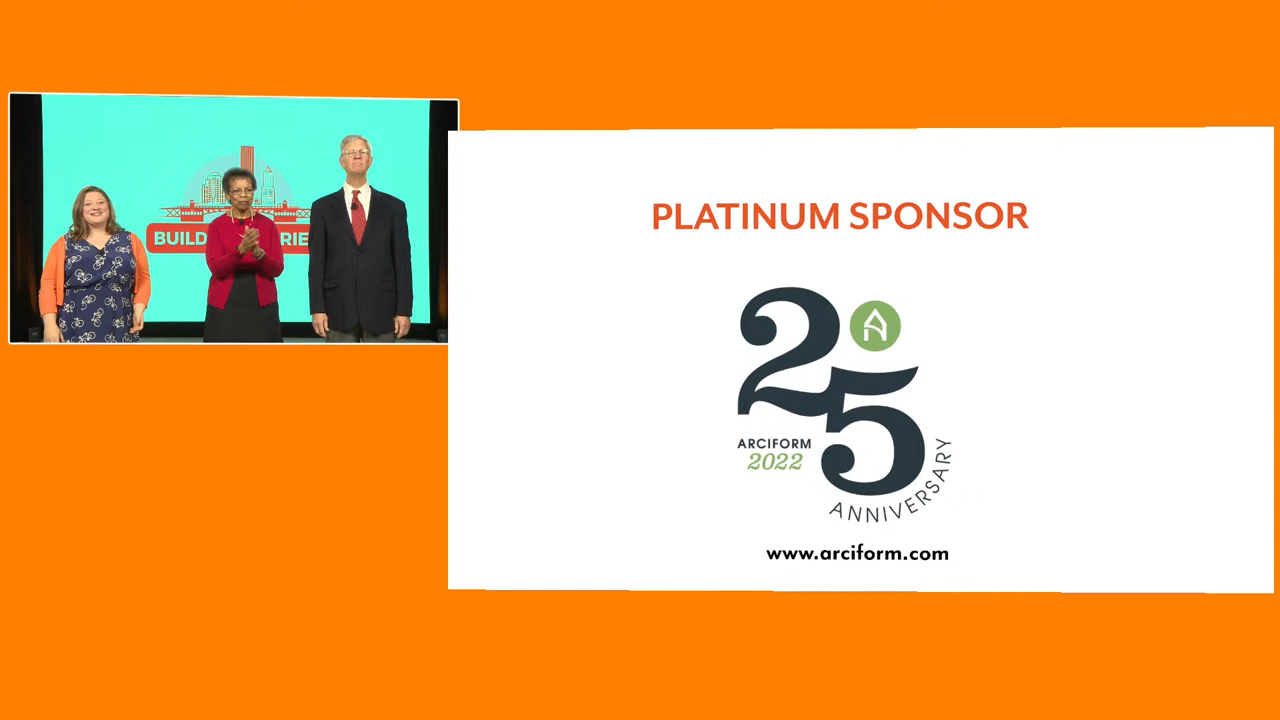 BUILD
RIE
PLATINUM SPONSOR
25
ARCIFORM
2022
ANNIVERSARY
www.arciform.com